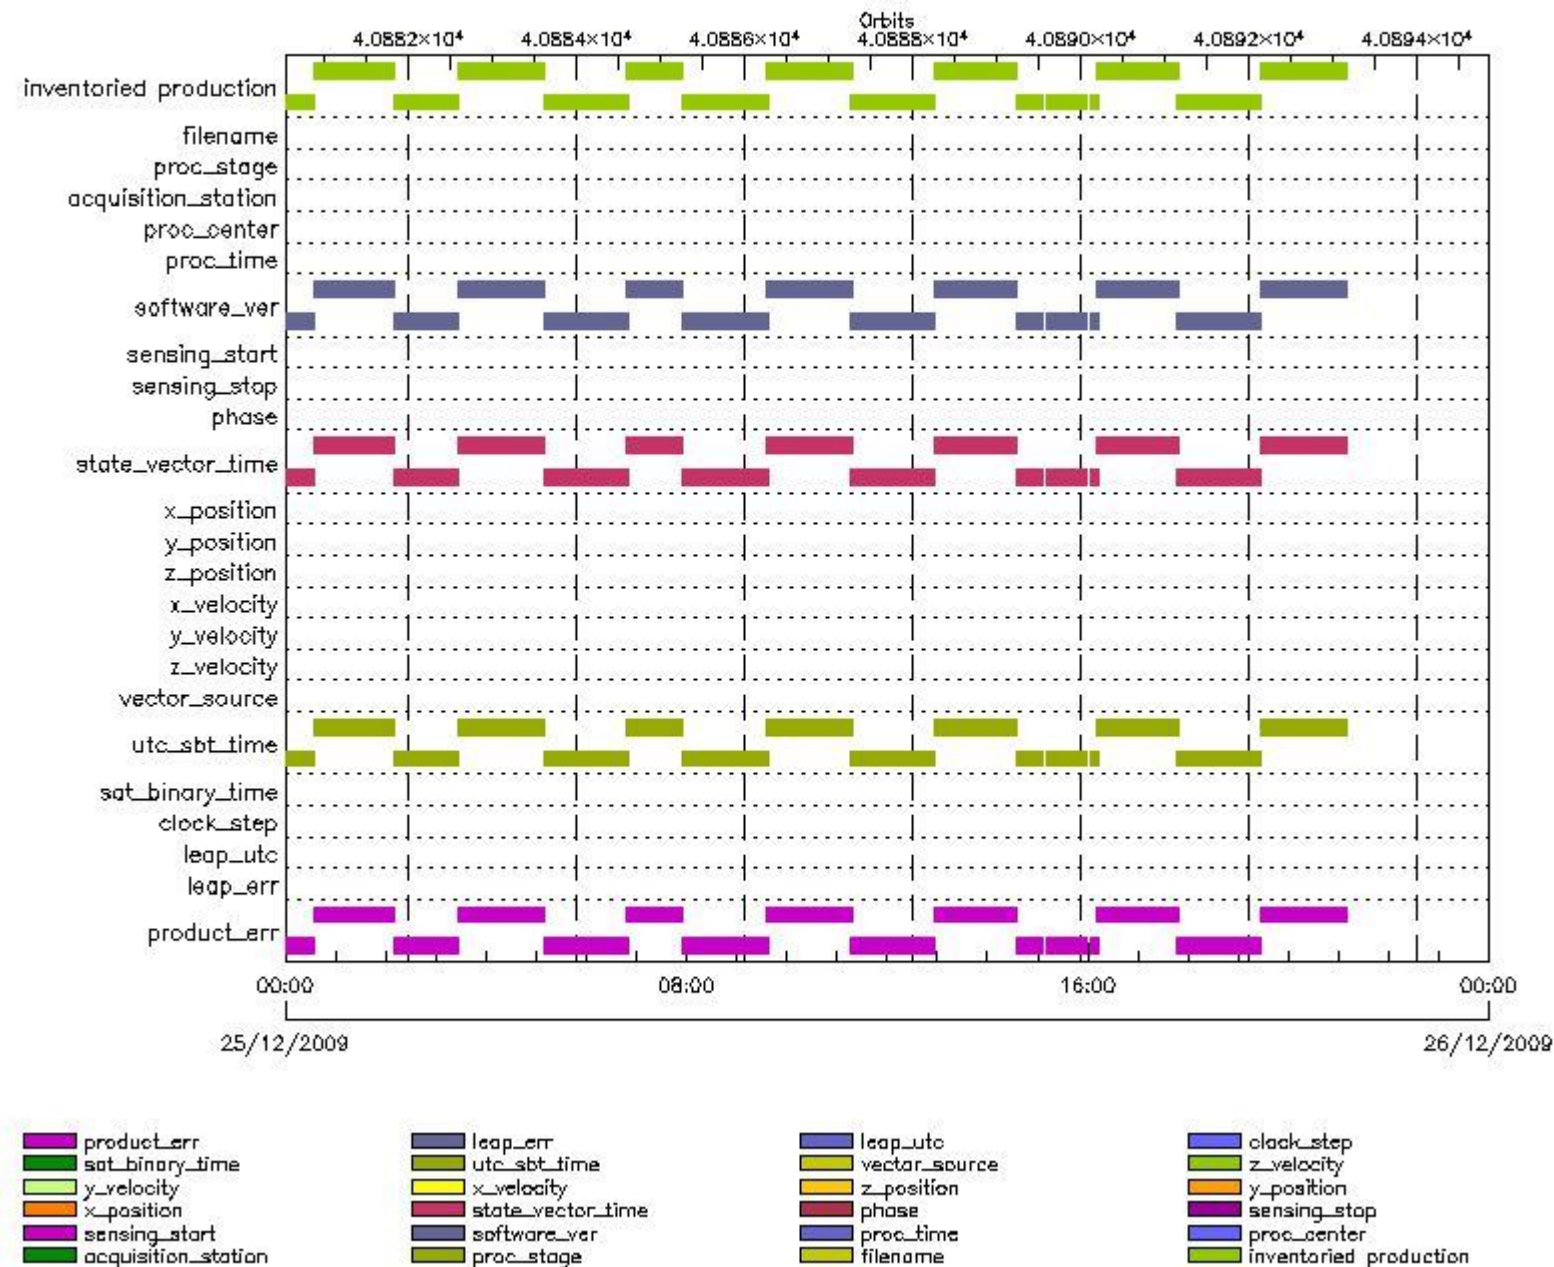 Orbits
4.0882×10⁴ 4.0884×10⁴ 4.0886×10⁴ 4.0888×10⁴ 4.0890×10⁴ 4.0892×10⁴ 4.0894×10⁴
inventoried production
filename
proc_stage
acquisition_station
proc_center
proc_time
software_ver
sensing_start
sensing_stop
phase
state_vector_time
x_position
y_position
z_position
x_velocity
y_velocity
z_velocity
vector_source
utc_sbt_time
sat_binary_time
clock_step
leap_utc
leap_err
product_err
00:00 08:00 16:00 00:00
25/12/2009 26/12/2009
product_err leap_err leap_utc clock_step
sat_binary_time utc_sbt_time vector_source z_velocity
y_velocity x_velocity z_position y_position
x_position state_vector_time phase sensing_stop
sensing_start software_ver proc_time proc_center
acquisition_station proc_stage filename inventoried production